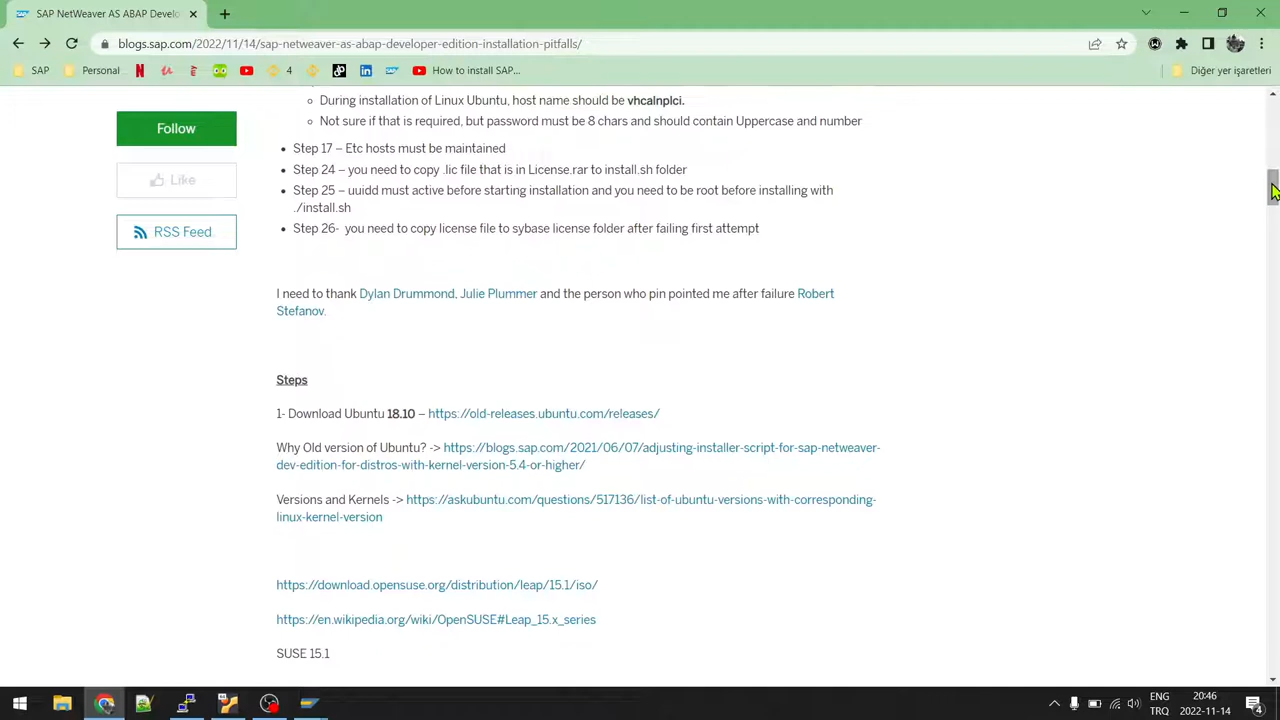 SAP NetWeaver AS ABAP Develo
blogs.sap.com/2022/11/14/sap-netweaver-as-abap-developer-edition-installation-pitfalls/
SAP
Personal
4
How to install SAP...
Diğer yer işaretleri
During installation of Linux Ubuntu, host name should be vhcalnplci.
Not sure if that is required, but password must be 8 chars and should contain Uppercase and number
Follow
Like
RSS Feed
Step 17 – Etc hosts must be maintained
Step 24 – you need to copy .lic file that is in License.rar to install.sh folder
Step 25 – uuidd must active before starting installation and you need to be root before installing with
./install.sh
Step 26-  you need to copy license file to sybase license folder after failing first attempt
I need to thank Dylan Drummond, Julie Plummer and the person who pin pointed me after failure Robert
Stefanov.
Steps
1- Download Ubuntu 18.10 – https://old-releases.ubuntu.com/releases/
Why Old version of Ubuntu? -> https://blogs.sap.com/2021/06/07/adjusting-installer-script-for-sap-netweaver-
dev-edition-for-distros-with-kernel-version-5.4-or-higher/
Versions and Kernels -> https://askubuntu.com/questions/517136/list-of-ubuntu-versions-with-corresponding-
linux-kernel-version
https://download.opensuse.org/distribution/leap/15.1/iso/
https://en.wikipedia.org/wiki/OpenSUSE#Leap_15.x_series
SUSE 15.1
ENG
TRQ
20:46
2022-11-14
4